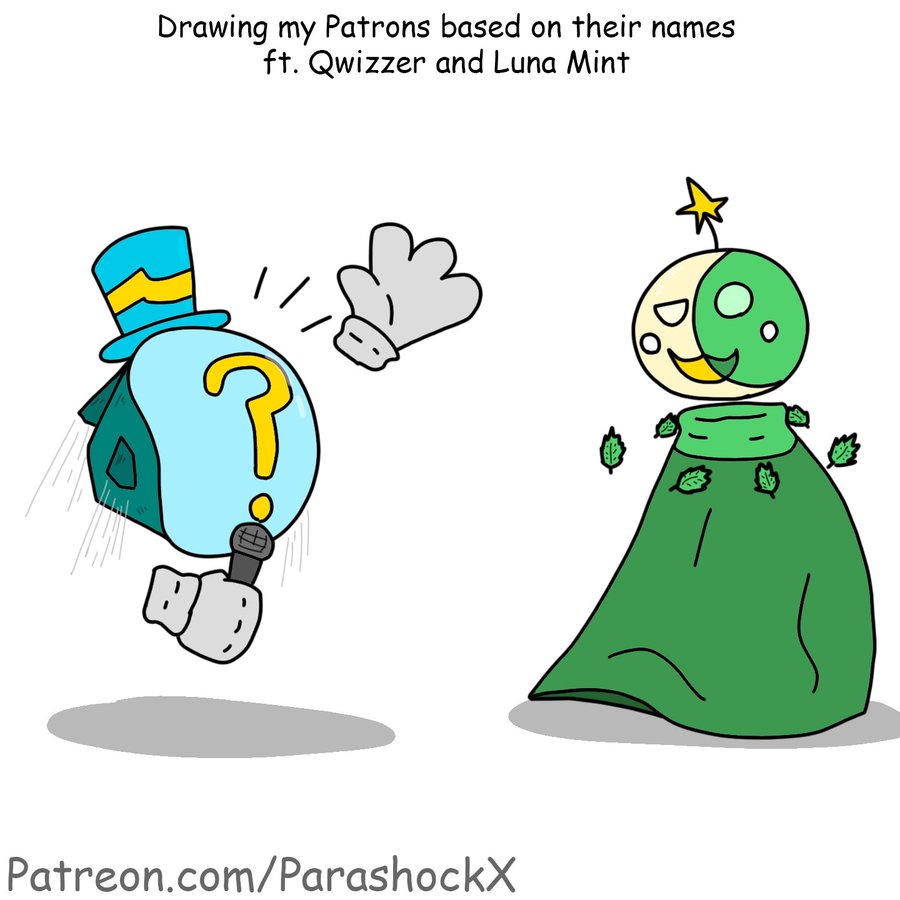 Drawing my Patrons based on their names
ft. Qwizzer and Luna Mint
?
Patreon.com/ParashockX